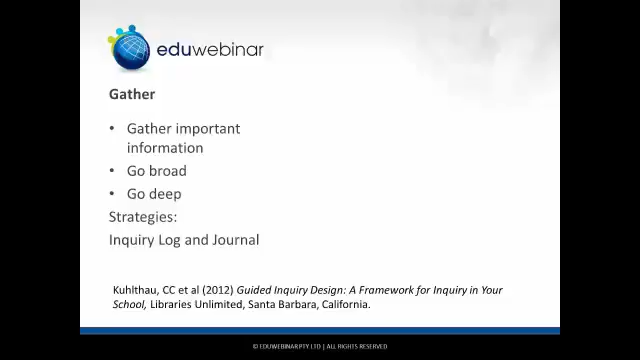 eduwebinar
Gather
• Gather important
information
• Go broad
• Go deep
Strategies:
Inquiry Log and Journal
Kuhlthau, CC et al (2012) Guided Inquiry Design: A Framework for Inquiry in Your
School, Libraries Unlimited, Santa Barbara, California.
© EDUWEBINAR PTY LTD | ALL RIGHTS RESERVED